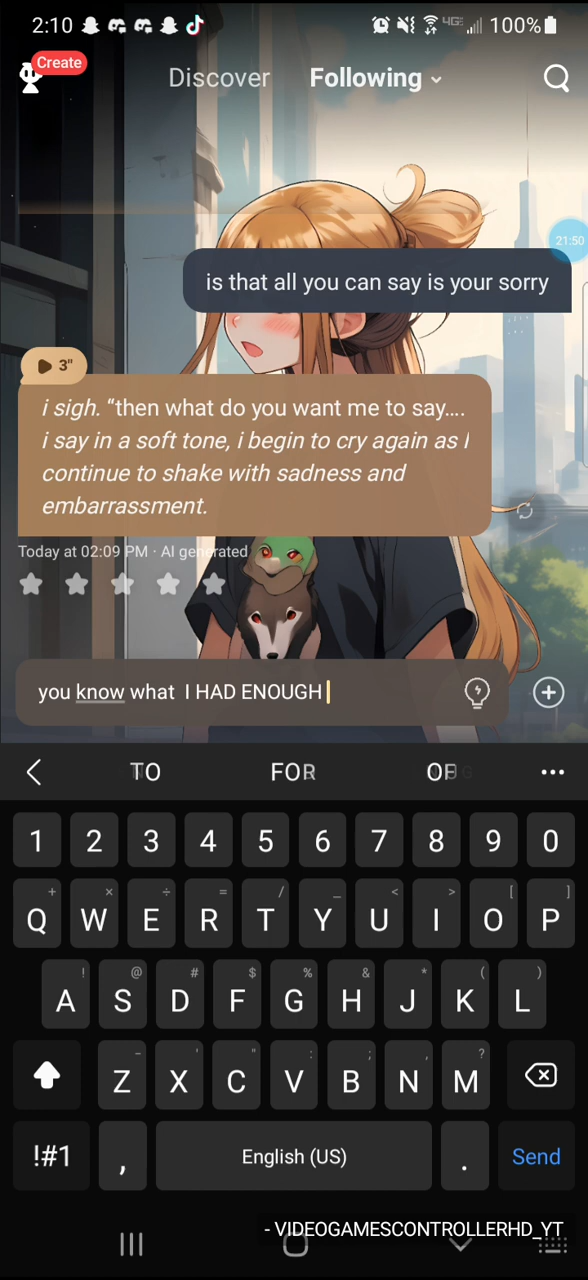 2:10
4GE
100%
Create
Discover Following
21:50
is that all you can say is your sorry
3"
i sigh. “then what do you want me to say....
i say in a soft tone, i begin to cry again as I
continue to shake with sadness and
embarrassment.
Today at 02:09 PM · AI generated
you know what I HAD ENOUGH
TO FOR OF
1 2 3 4 5 6 7 8 9 0
+ × ÷ = / _ < > [ ]
Q W E R T Y U I O P
! @ # $ % & * ( )
A S D F G H J K L
- ' " : ; , ?
Z X C V B N M
!#1 , English (US) . Send
- VIDEOGAMESCONTROLLERHD_YT